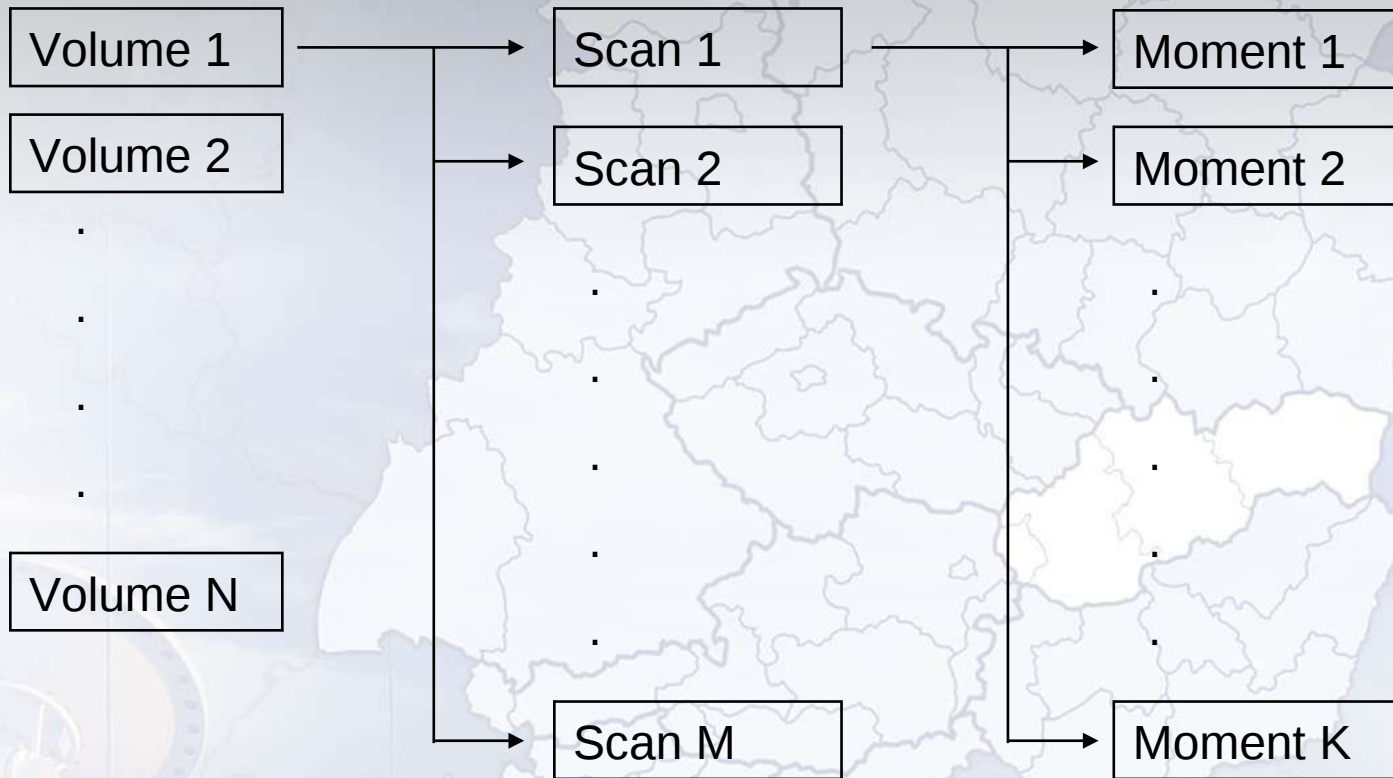 Volume 1
Volume 2
.
.
.
.
Volume N
Scan 1
Scan 2
.
.
.
.
.
Scan M
Moment 1
Moment 2
.
.
.
.
.
Moment K